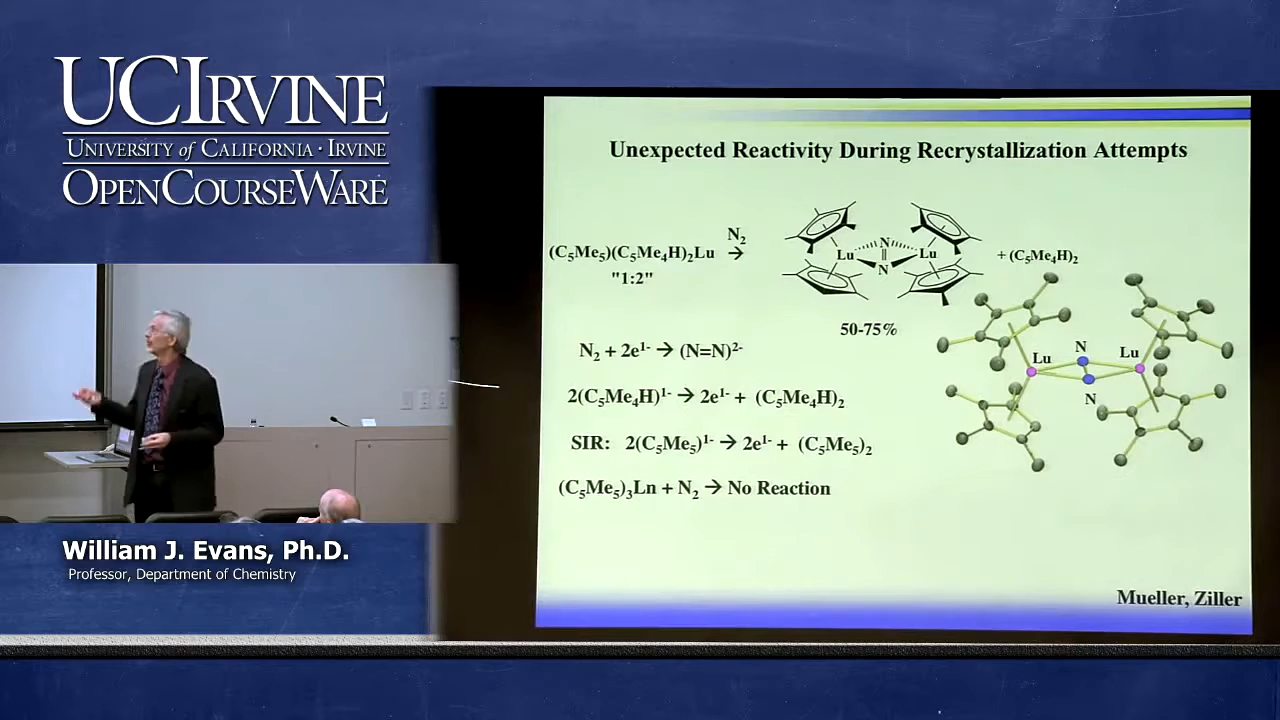 UCIRVINE
UNIVERSITY of CALIFORNIA · IRVINE
OPENCOURSEWARE
William J. Evans, Ph.D.
Professor, Department of Chemistry
Unexpected Reactivity During Recrystallization Attempts
(C₅Me₅)(C₅Me₄H)₂Lu N₂ → Lu N N Lu + (C₅Me₄H)₂
"1:2"
50-75%
N₂ + 2e¹⁻ → (N=N)²⁻
2(C₅Me₄H)¹⁻ → 2e¹⁻ + (C₅Me₄H)₂
SIR: 2(C₅Me₅)¹⁻ → 2e¹⁻ + (C₅Me₅)₂
(C₅Me₅)₃Ln + N₂ → No Reaction
Lu N Lu
N
Mueller, Ziller